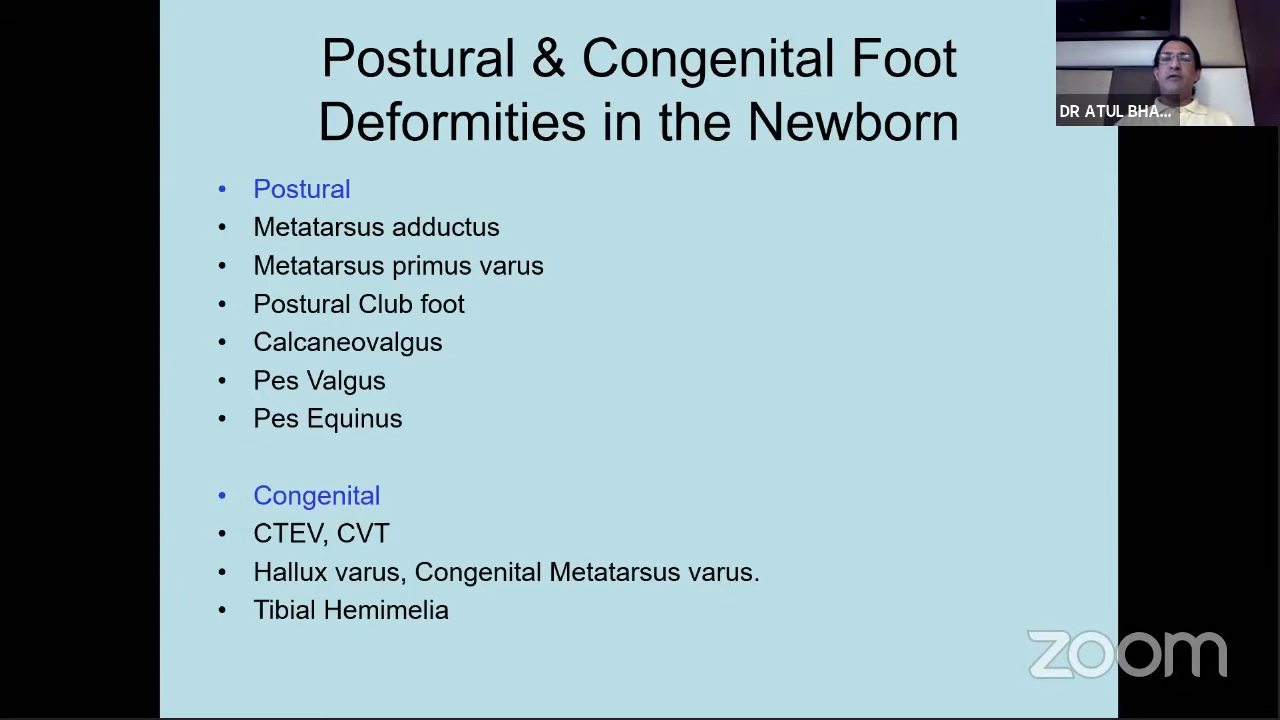 Postural & Congenital Foot
Deformities in the Newborn
DR ATUL BHA...
• Postural
• Metatarsus adductus
• Metatarsus primus varus
• Postural Club foot
• Calcaneovalgus
• Pes Valgus
• Pes Equinus
• Congenital
• CTEV, CVT
• Hallux varus, Congenital Metatarsus varus.
• Tibial Hemimelia
zoom